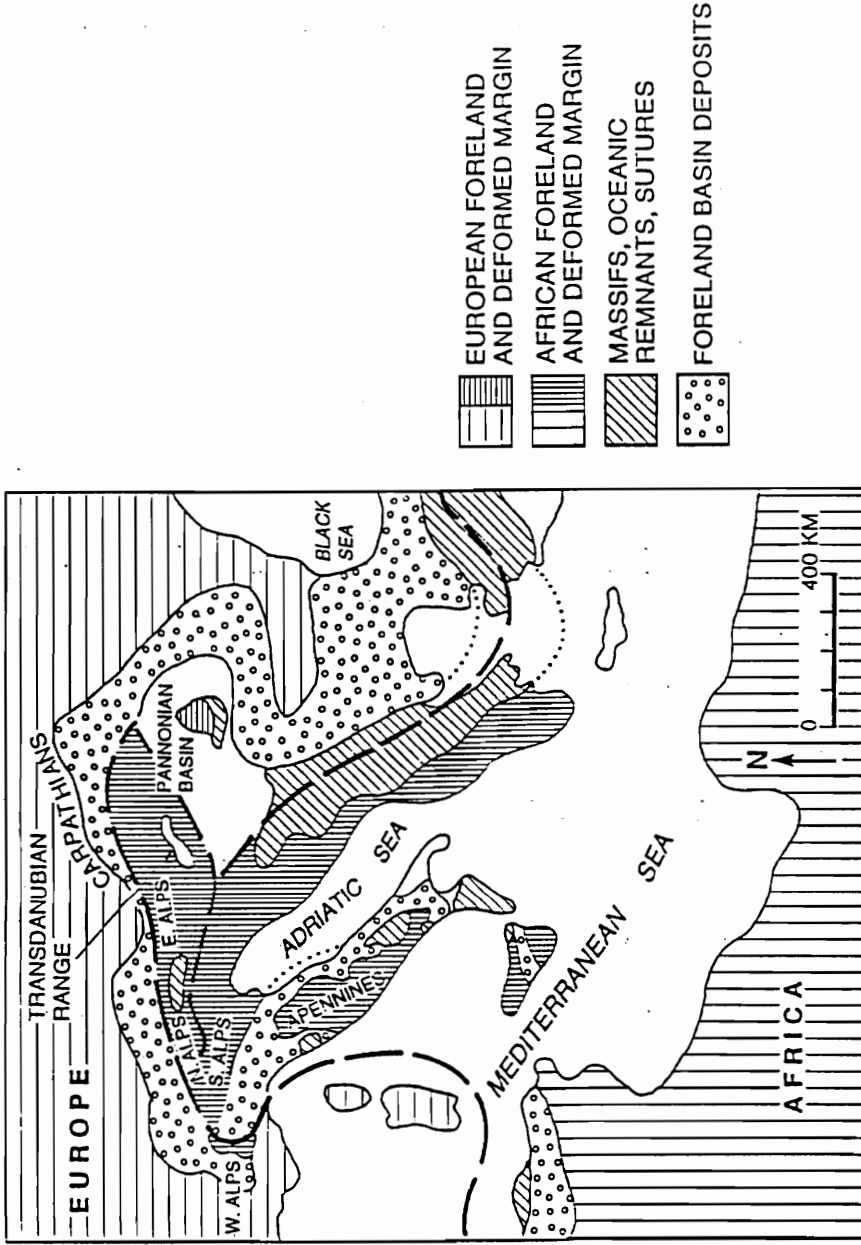 TRANSDANUBIAN
RANGE
CARPATHIANS
EUROPE
PANNONIAN
BASIN
E. ALPS
N. ALPS
S. ALPS
W. ALPS
BLACK
SEA
ADRIATIC SEA
APENNINES
MEDITERRANEAN SEA
AFRICA
N
0 400 KM
EUROPEAN FORELAND
AND DEFORMED MARGIN
AFRICAN FORELAND
AND DEFORMED MARGIN
MASSIFS, OCEANIC
REMNANTS, SUTURES
FORELAND BASIN DEPOSITS